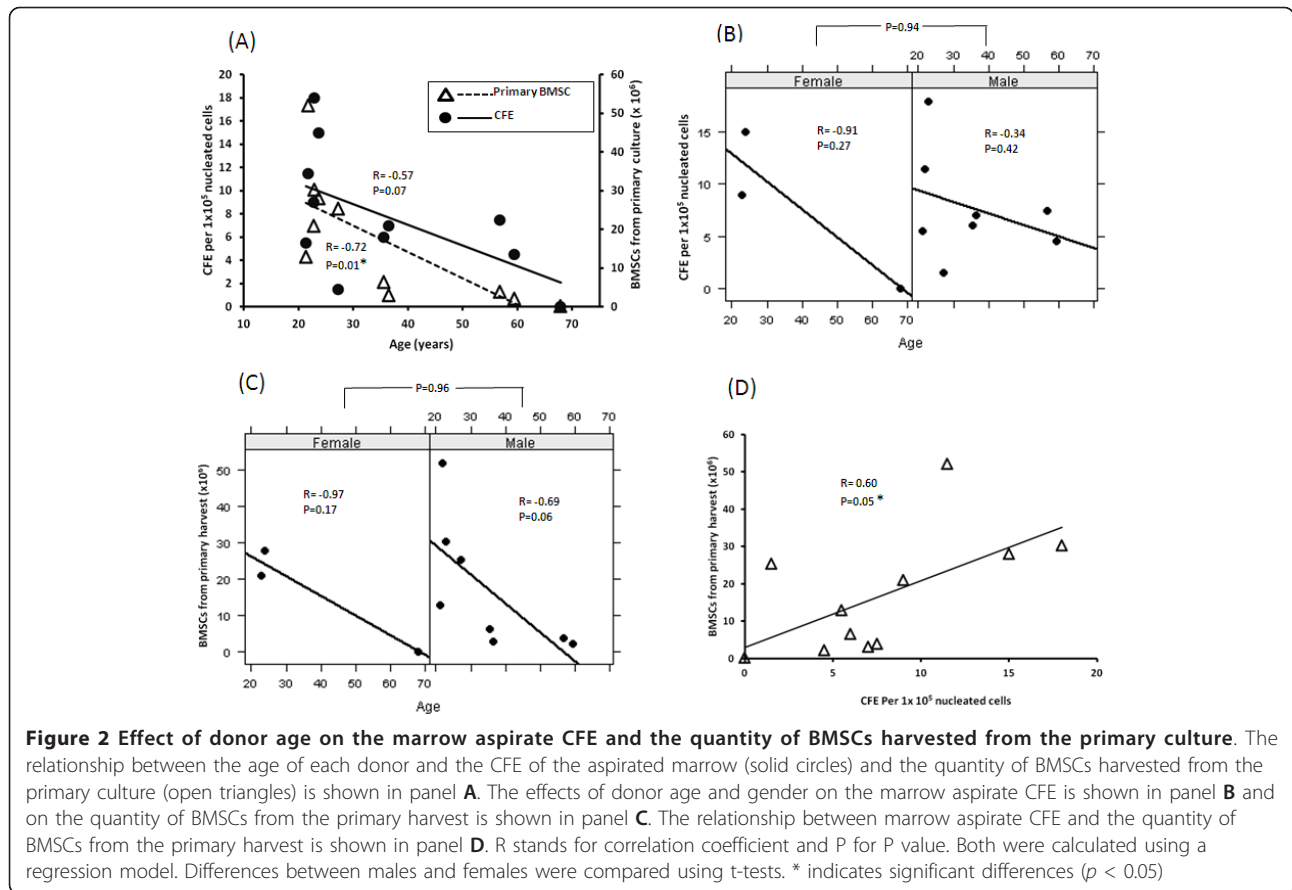 (A)
CFE per 1x10⁵ nucleated cells
20
18
16
14
12
10
8
6
4
2
0
10 20 30 40 50 60 70
Age (years)
60
50
40
30
20
10
0
BMSCs from primary culture (x 10⁶)
Primary BMSC
CFE
R= -0.57
P=0.07
R= -0.72
P=0.01*
(B)
P=0.94
20 30 40 50 60 70
Female
Male
CFE per 1x10⁵ nucleated cells
15
10
5
0
R= -0.91
P=0.27
R= -0.34
P=0.42
20 30 40 50 60 70
Age
(C)
P=0.96
20 30 40 50 60 70
Female
Male
BMSCs from primary harvest (x10⁶)
50
40
30
20
10
0
R= -0.97
P=0.17
R= -0.69
P=0.06
20 30 40 50 60 70
Age
(D)
BMSCs from primary harvest (x10⁶)
60
50
40
30
20
10
0
R= 0.60
P=0.05 *
0 5 10 15 20
CFE Per 1x 10⁵ nucleated cells
Figure 2 Effect of donor age on the marrow aspirate CFE and the quantity of BMSCs harvested from the primary culture. The
relationship between the age of each donor and the CFE of the aspirated marrow (solid circles) and the quantity of BMSCs harvested from the
primary culture (open triangles) is shown in panel A. The effects of donor age and gender on the marrow aspirate CFE is shown in panel B and
on the quantity of BMSCs from the primary harvest is shown in panel C. The relationship between marrow aspirate CFE and the quantity of
BMSCs from the primary harvest is shown in panel D. R stands for correlation coefficient and P for P value. Both were calculated using a
regression model. Differences between males and females were compared using t-tests. * indicates significant differences (p < 0.05)